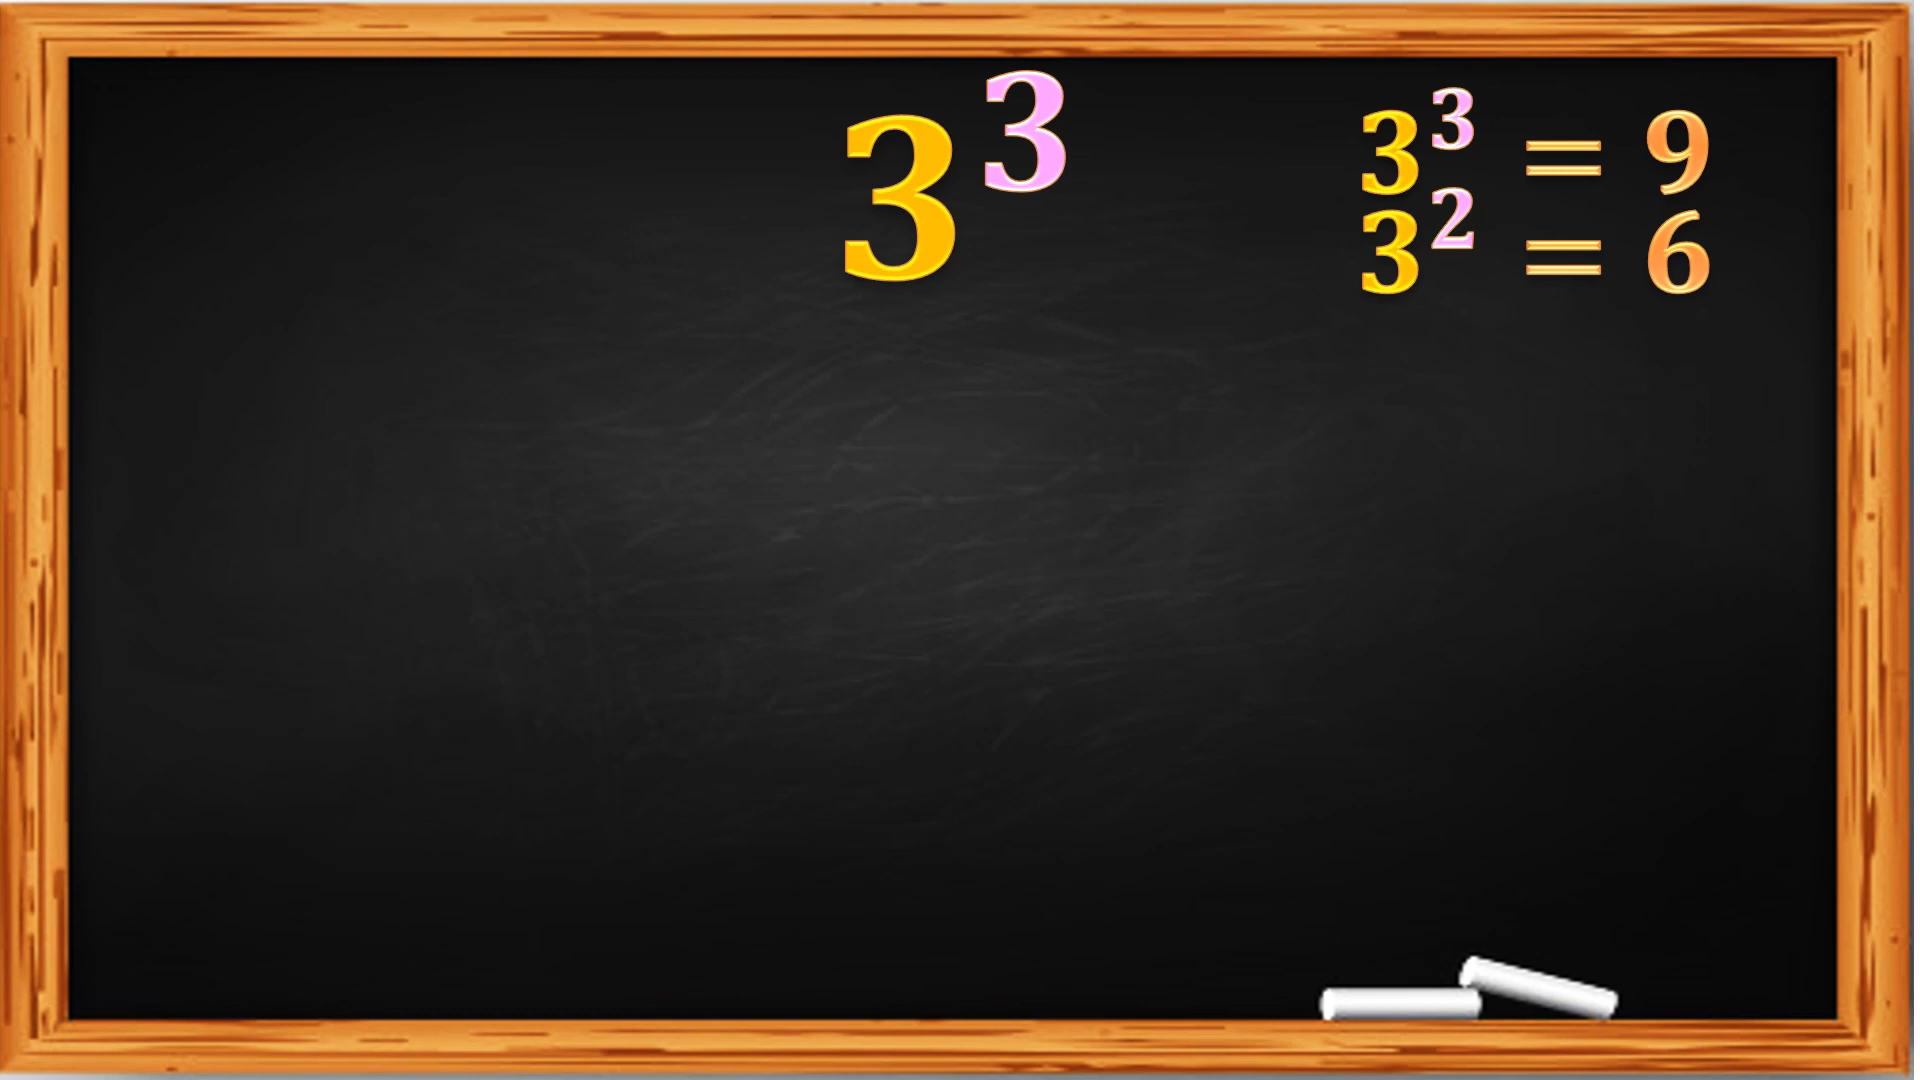 3³
3³ = 9
3² = 6